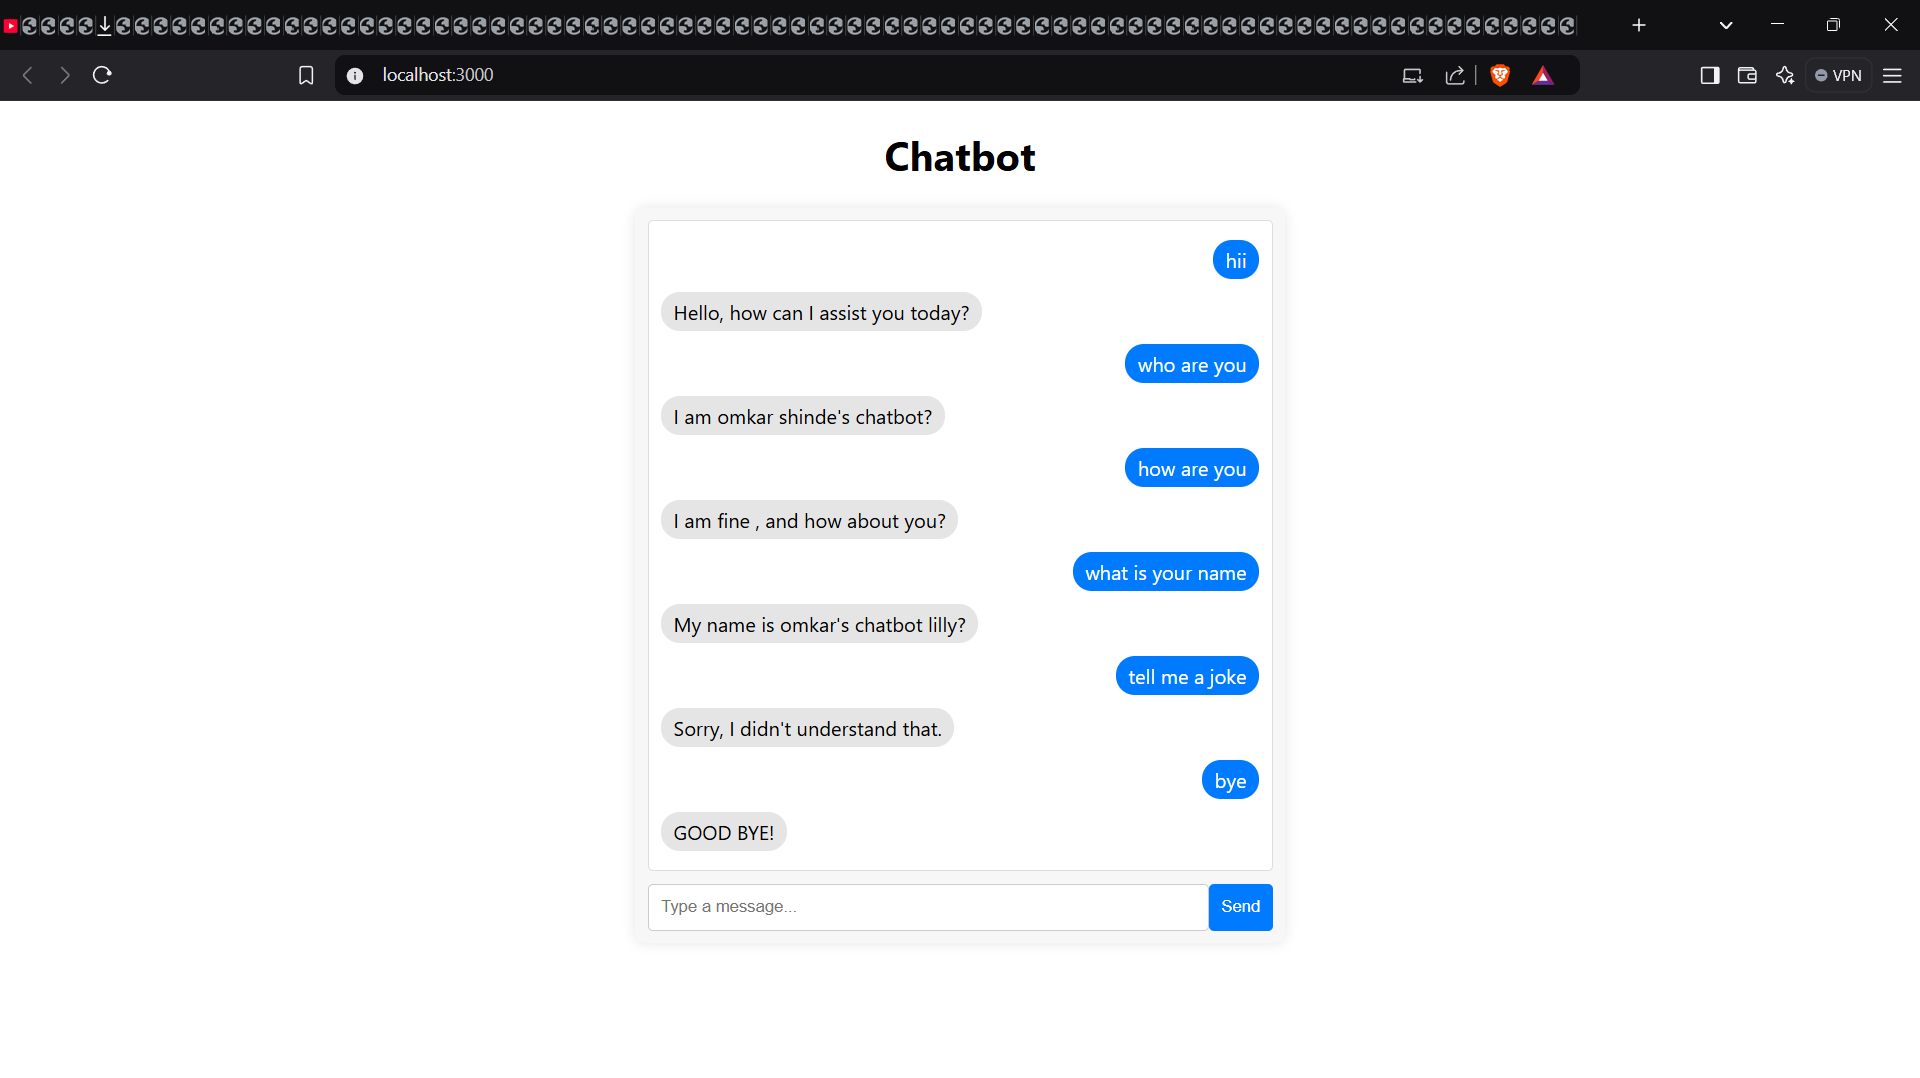 localhost:3000
VPN
Chatbot
hii
Hello, how can I assist you today?
who are you
I am omkar shinde's chatbot?
how are you
I am fine , and how about you?
what is your name
My name is omkar's chatbot lilly?
tell me a joke
Sorry, I didn't understand that.
bye
GOOD BYE!
Type a message...
Send